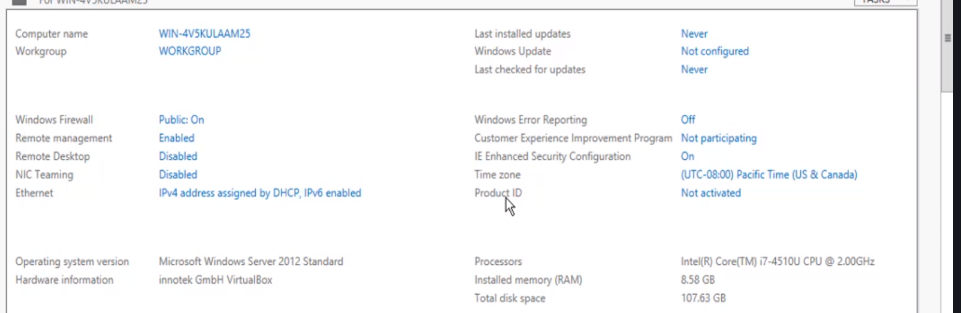 For WIN-4V5KULAAM25 TASKS
Computer name WIN-4V5KULAAM25 Last installed updates Never
Workgroup WORKGROUP Windows Update Not configured
Last checked for updates Never
Windows Firewall Public: On Windows Error Reporting Off
Remote management Enabled Customer Experience Improvement Program Not participating
Remote Desktop Disabled IE Enhanced Security Configuration On
NIC Teaming Disabled Time zone (UTC-08:00) Pacific Time (US & Canada)
Ethernet IPv4 address assigned by DHCP, IPv6 enabled Product ID Not activated
Operating system version Microsoft Windows Server 2012 Standard Processors Intel(R) Core(TM) i7-4510U CPU @ 2.00GHz
Hardware information innotek GmbH VirtualBox Installed memory (RAM) 8.58 GB
Total disk space 107.63 GB